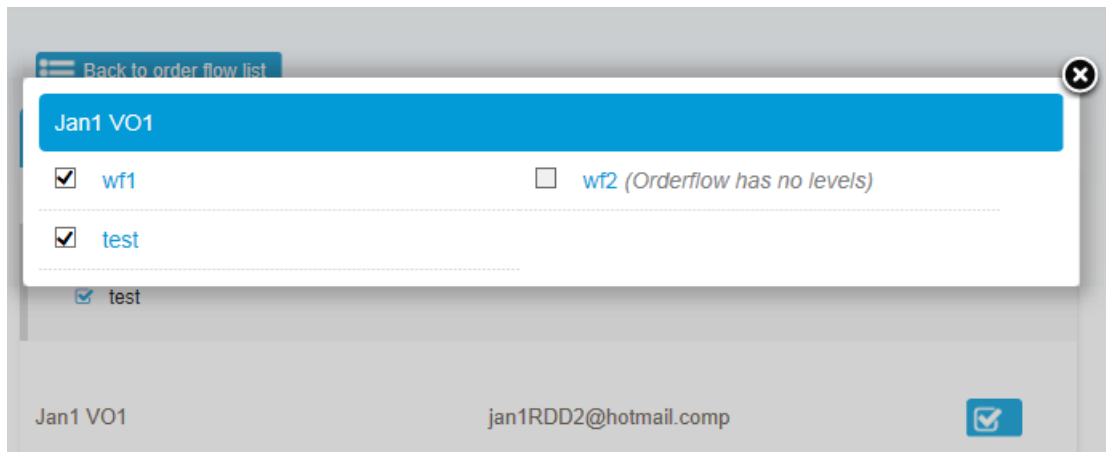 Back to order flow list
Jan1 VO1
wf1
wf2 (Orderflow has no levels)
test
test
Jan1 VO1 jan1RDD2@hotmail.comp